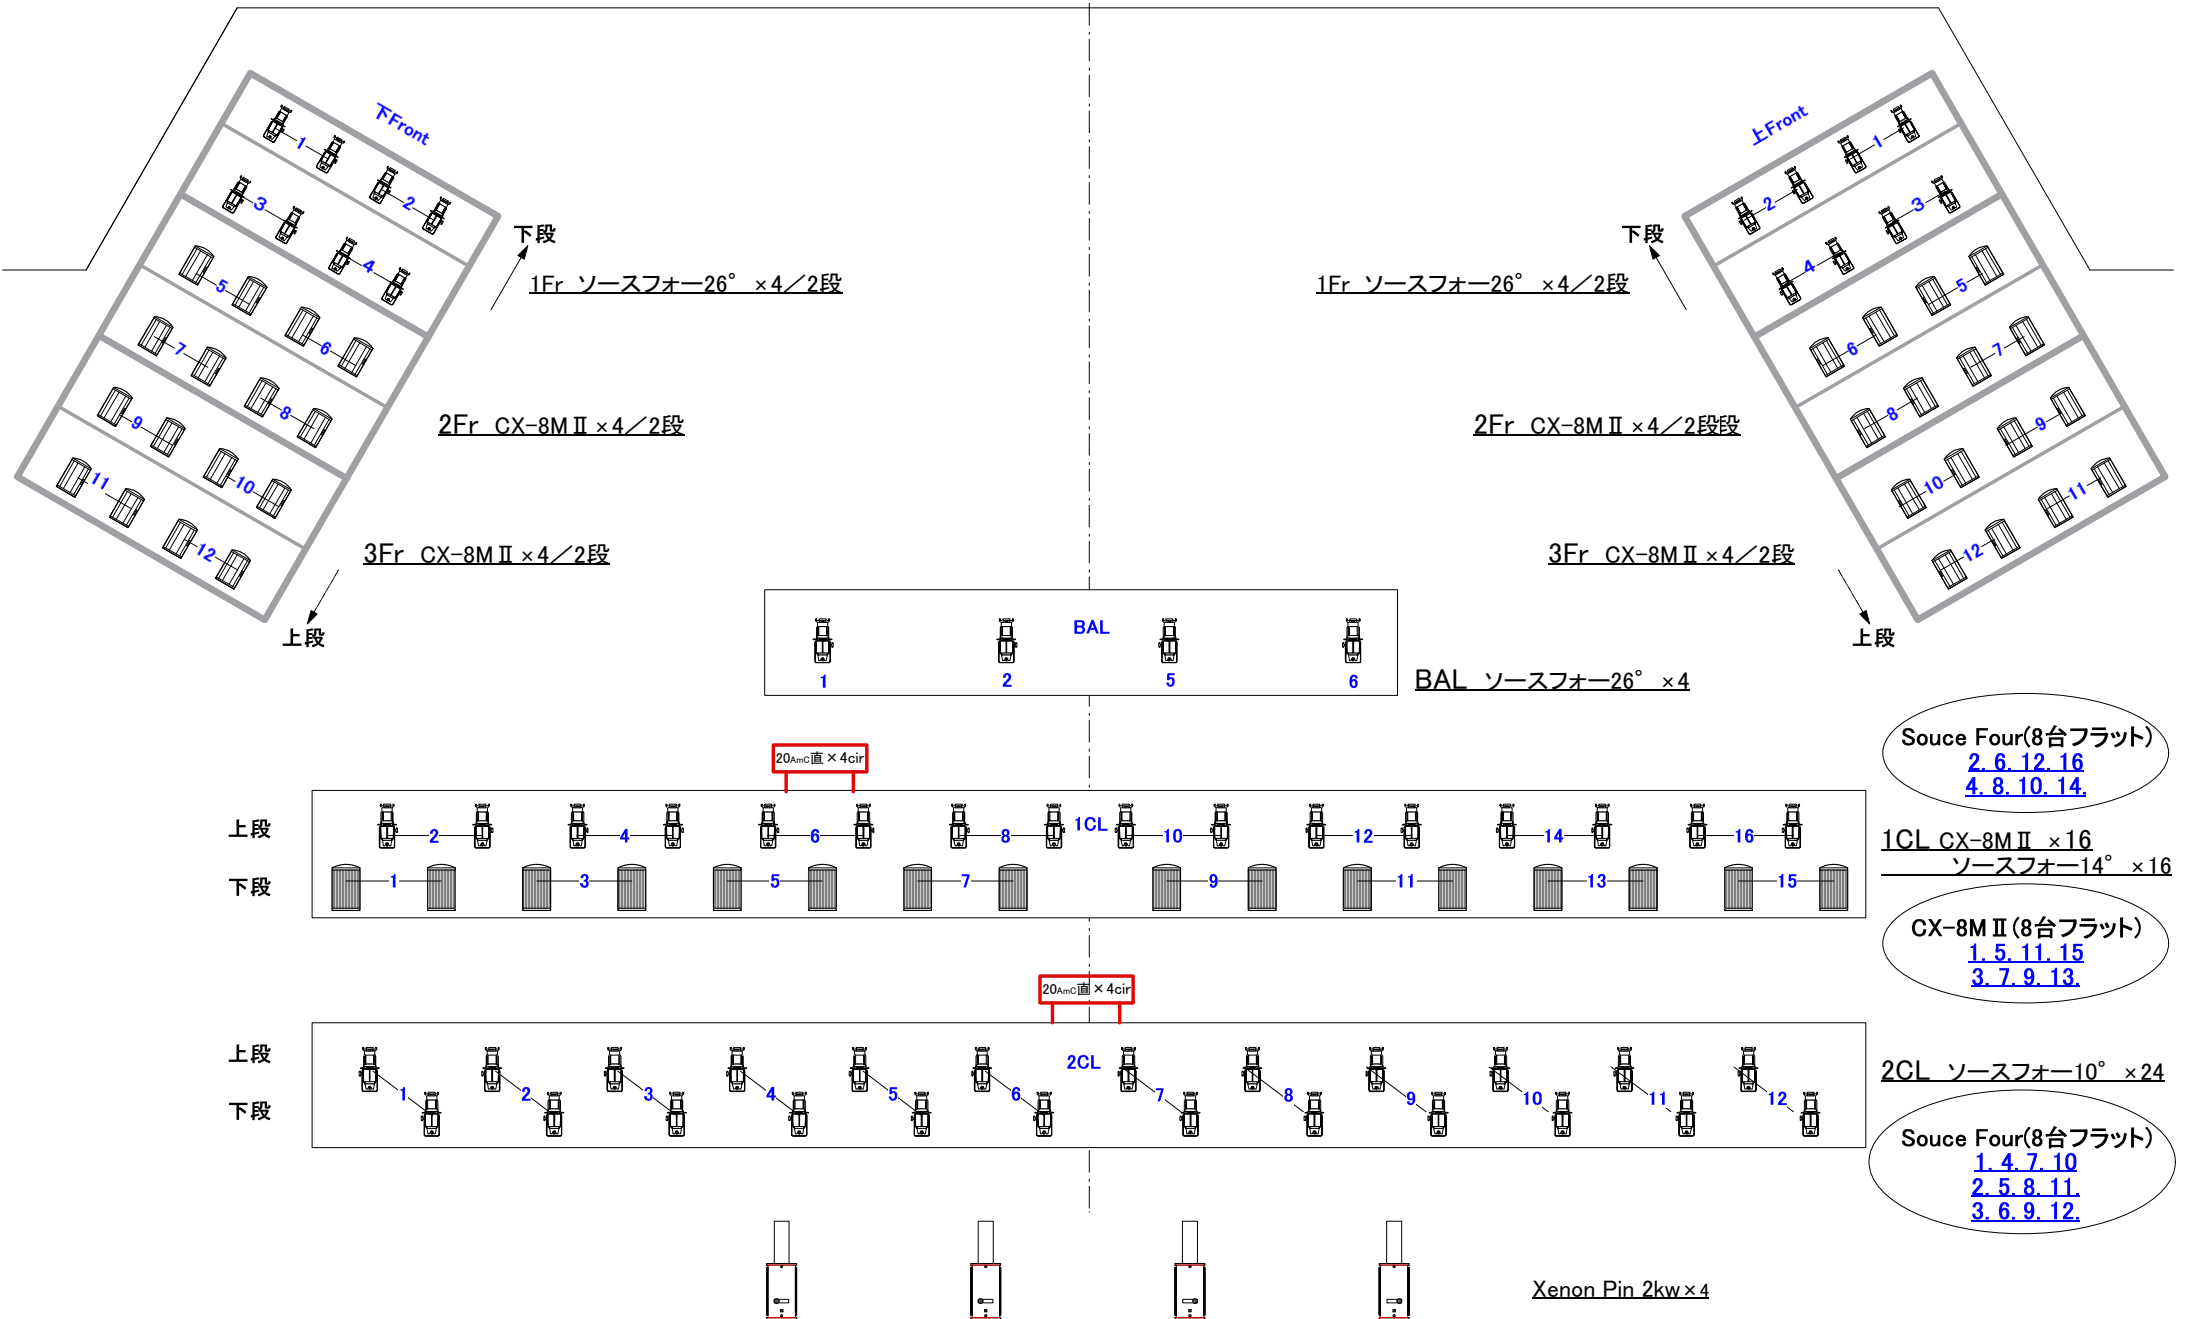 下Front
1
2
3
4
5
6
7
8
9
10
11
12
下段
1Fr ソースフォー26° ×4／2段
2Fr CX-8MⅡ×4／2段
3Fr CX-8MⅡ×4／2段
上段
上Front
1
2
3
4
5
6
7
8
9
10
11
12
下段
1Fr ソースフォー26° ×4／2段
2Fr CX-8MⅡ×4／2段段
3Fr CX-8MⅡ×4／2段
上段
BAL
1 2 5 6
BAL ソースフォー26° ×4
Souce Four(8台フラット)
2. 6. 12. 16
4. 8. 10. 14.
20AmC直×4cir
1CL
上段 2 4 6 8 10 12 14 16
下段 1 3 5 7 9 11 13 15
1CL CX-8MⅡ ×16
ソースフォー14° ×16
CX-8MⅡ(8台フラット)
1. 5. 11. 15
3. 7. 9. 13.
20AmC直×4cir
2CL
上段
下段
1 2 3 4 5 6 7 8 9 10 11 12
2CL ソースフォー10° ×24
Souce Four(8台フラット)
1. 4. 7. 10
2. 5. 8. 11.
3. 6. 9. 12.
Xenon Pin 2kw×4